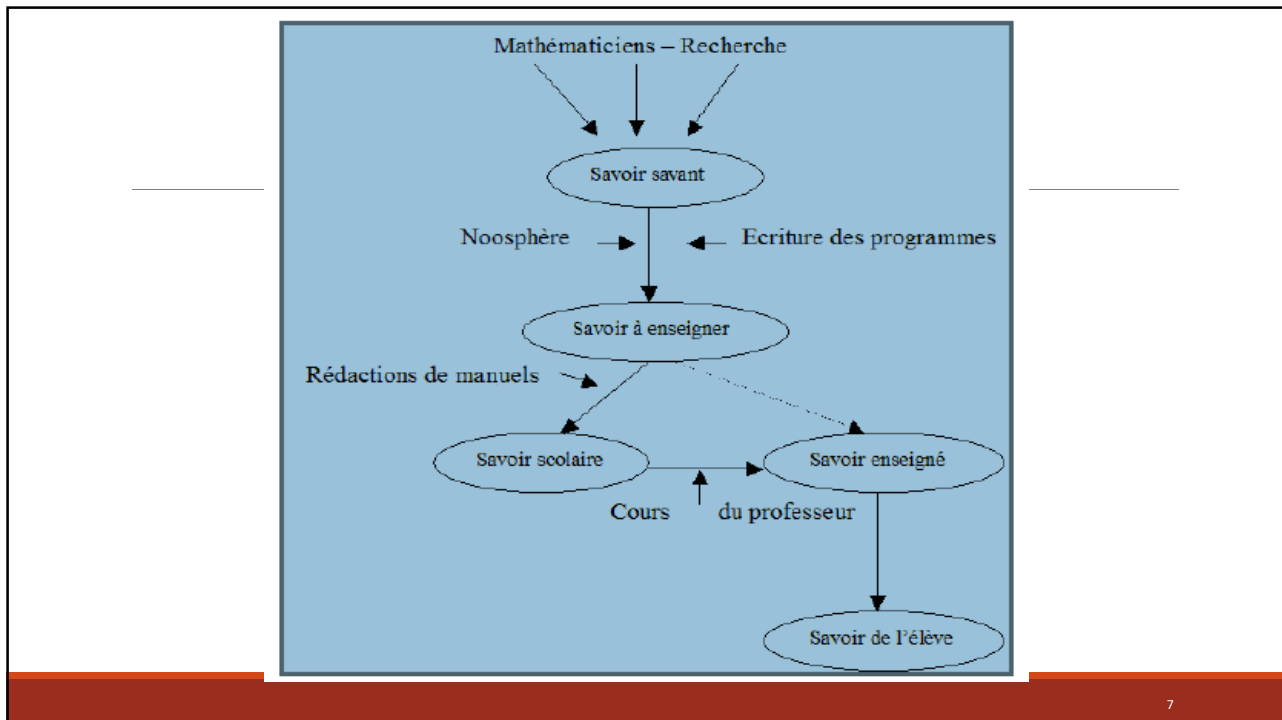 Mathématiciens – Recherche
Savoir savant
Noosphère
Ecriture des programmes
Savoir à enseigner
Rédactions de manuels
Savoir scolaire
Savoir enseigné
Cours du professeur
Savoir de l'élève
7